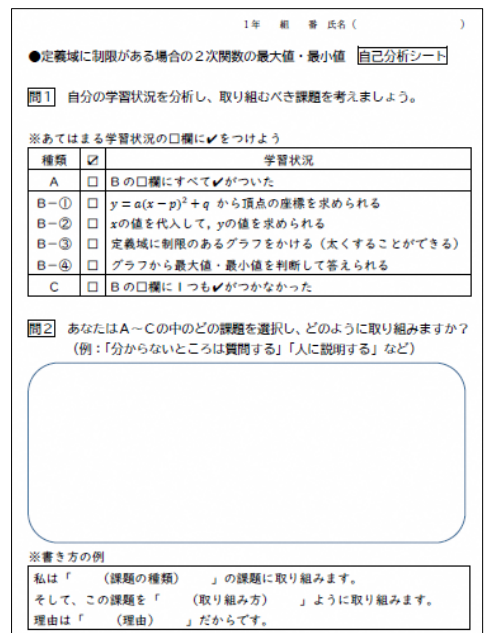 1年　組　番 氏名（　　　　　　）
●定義域に制限がある場合の２次関数の最大値・最小値　自己分析シート
問１　自分の学習状況を分析し、取り組むべき課題を考えましょう。
※あてはまる学習状況の□欄に✔をつけよう
種類　☑　学習状況
A　□　Bの□欄にすべて✔がついた
B－①　□　y = a(x − p)² + q から頂点の座標を求められる
B－②　□　xの値を代入して，yの値を求められる
B－③　□　定義域に制限のあるグラフをかける（太くすることができる）
B－④　□　グラフから最大値・最小値を判断して答えられる
C　□　Bの□欄に１つも✔がつかなかった
問２　あなたはＡ～Ｃの中のどの課題を選択し、どのように取り組みますか？
（例：「分からないところは質問する」「人に説明する」など）
※書き方の例
私は「　　（課題の種類）　　」の課題に取り組みます。
そして、この課題を「　　（取り組み方）　　」ように取り組みます。
理由は「　　（理由）　　」だからです。